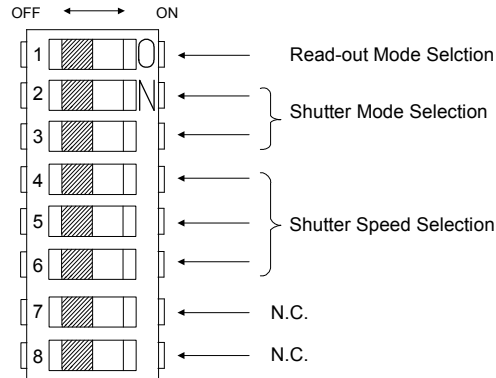 OFF ON
1 O Read-out Mode Selction
2 N
Shutter Mode Selection
3
4
5 Shutter Speed Selection
6
7 N.C.
8 N.C.